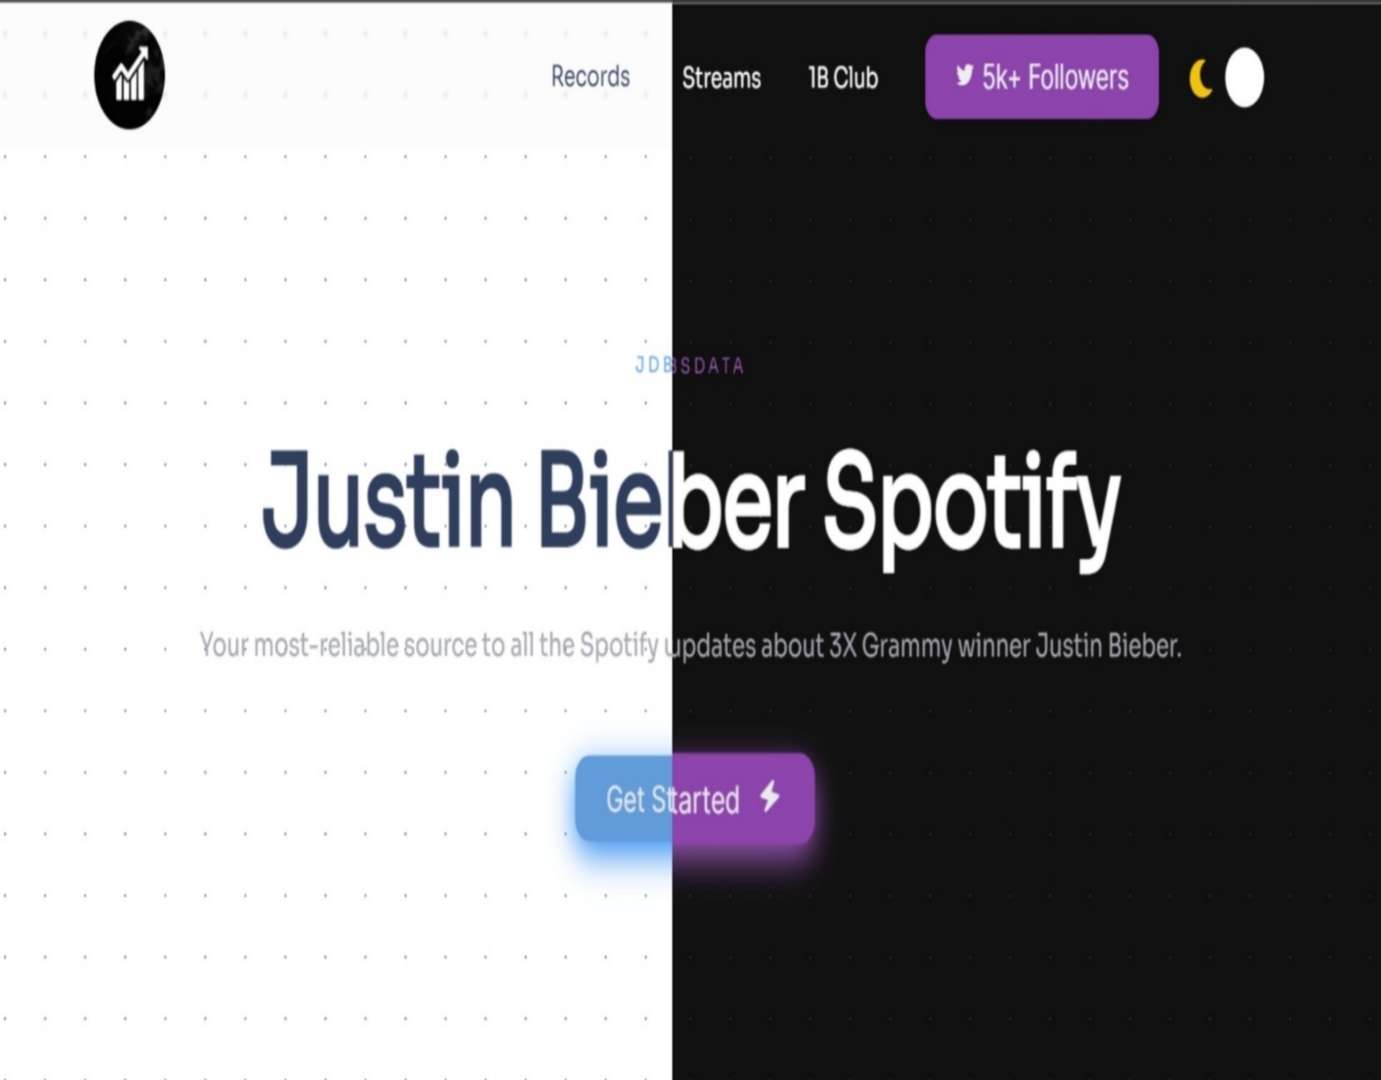 Records Streams 1B Club 5k+ Followers
JDBSDATA
Justin Bieber Spotify
Your most-reliable source to all the Spotify updates about 3X Grammy winner Justin Bieber.
Get Started